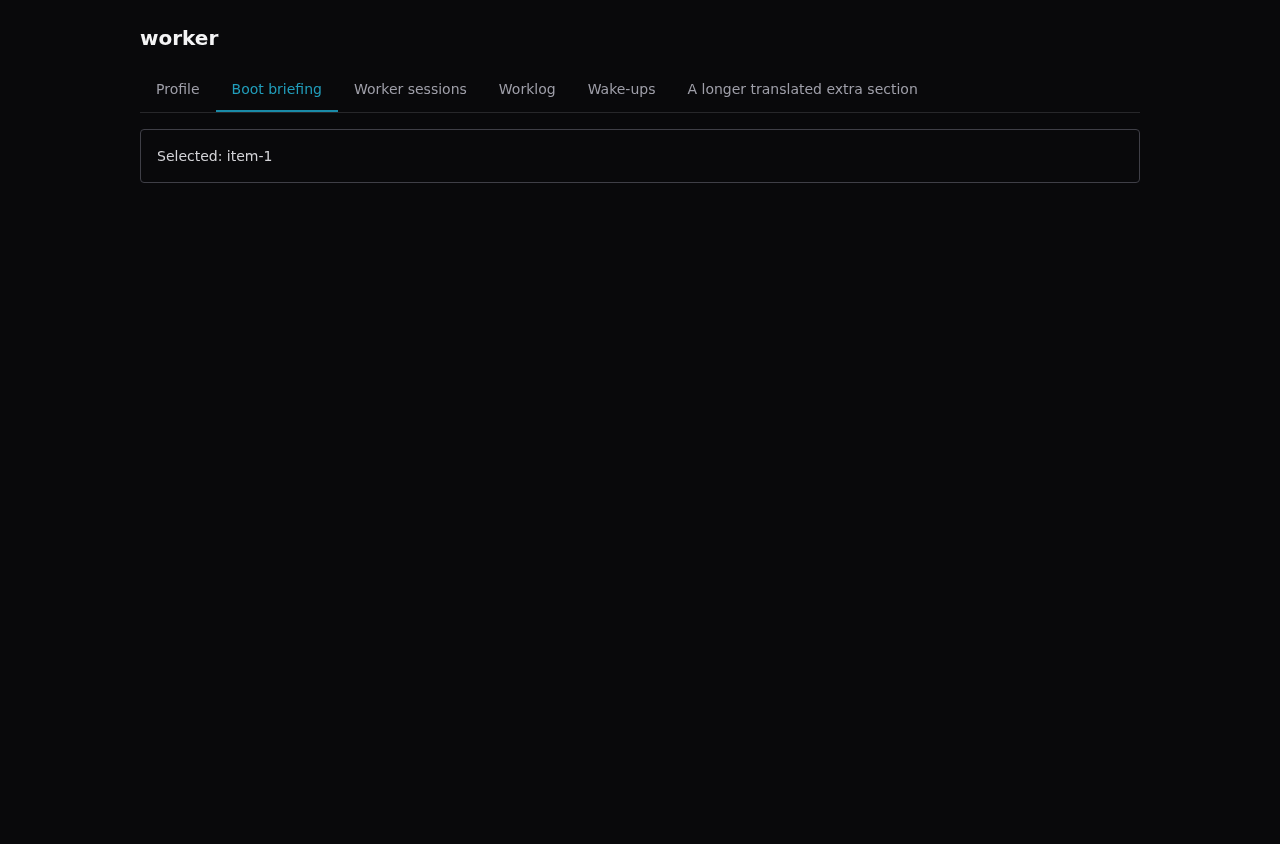 worker
Profile Boot briefing Worker sessions Worklog Wake-ups A longer translated extra section
Selected: item-1